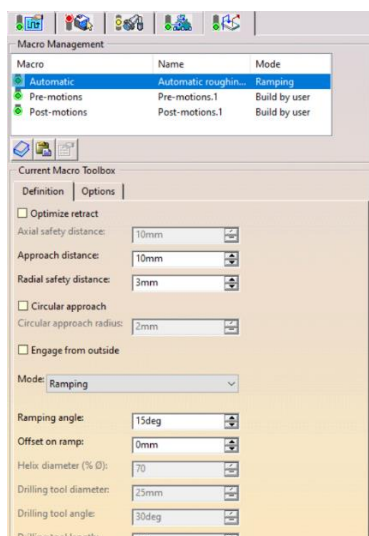 Macro Management
Macro Name Mode
Automatic Automatic roughin... Ramping
Pre-motions Pre-motions.1 Build by user
Post-motions Post-motions.1 Build by user
Current Macro Toolbox
Definition Options
Optimize retract
Axial safety distance: 10mm
Approach distance: 10mm
Radial safety distance: 3mm
Circular approach
Circular approach radius: 2mm
Engage from outside
Mode: Ramping
Ramping angle: 15deg
Offset on ramp: 0mm
Helix diameter (% Ø): 70
Drilling tool diameter: 25mm
Drilling tool angle: 30deg
Drilling tool length: